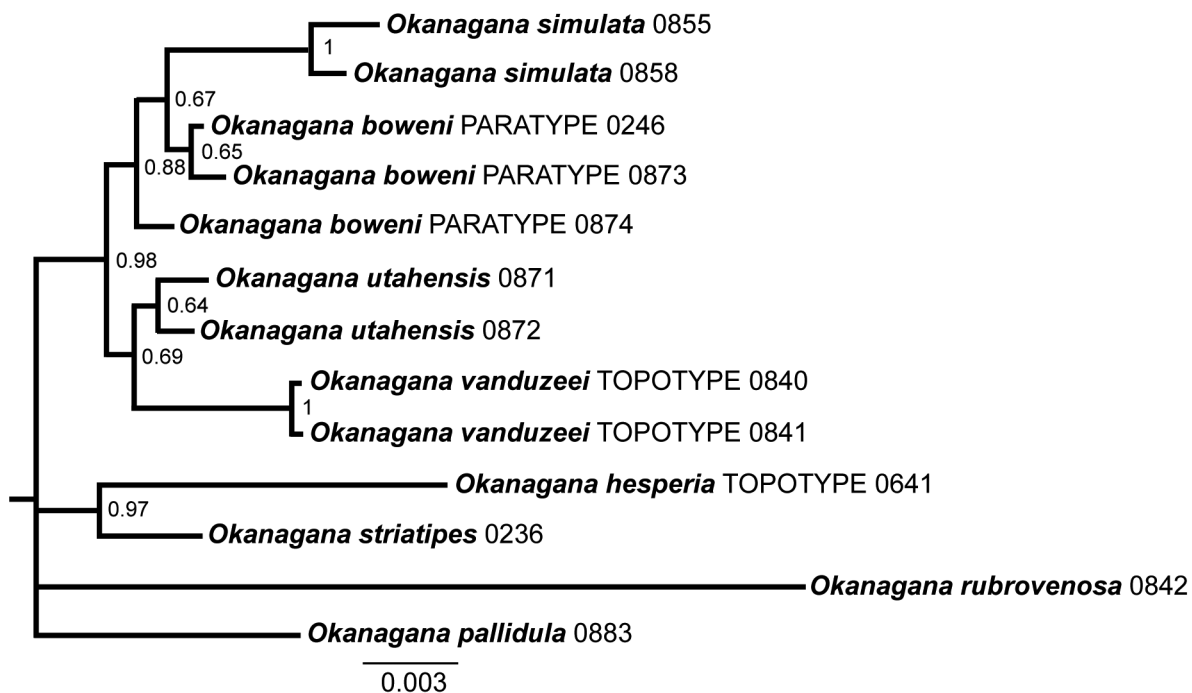 Okanagana simulata 0855
1
Okanagana simulata 0858
0.67
Okanagana boweni PARATYPE 0246
0.65
0.88
Okanagana boweni PARATYPE 0873
Okanagana boweni PARATYPE 0874
0.98
Okanagana utahensis 0871
0.64
Okanagana utahensis 0872
0.69
Okanagana vanduzeei TOPOTYPE 0840
1
Okanagana vanduzeei TOPOTYPE 0841
Okanagana hesperia TOPOTYPE 0641
0.97
Okanagana striatipes 0236
Okanagana rubrovenosa 0842
Okanagana pallidula 0883
0.003